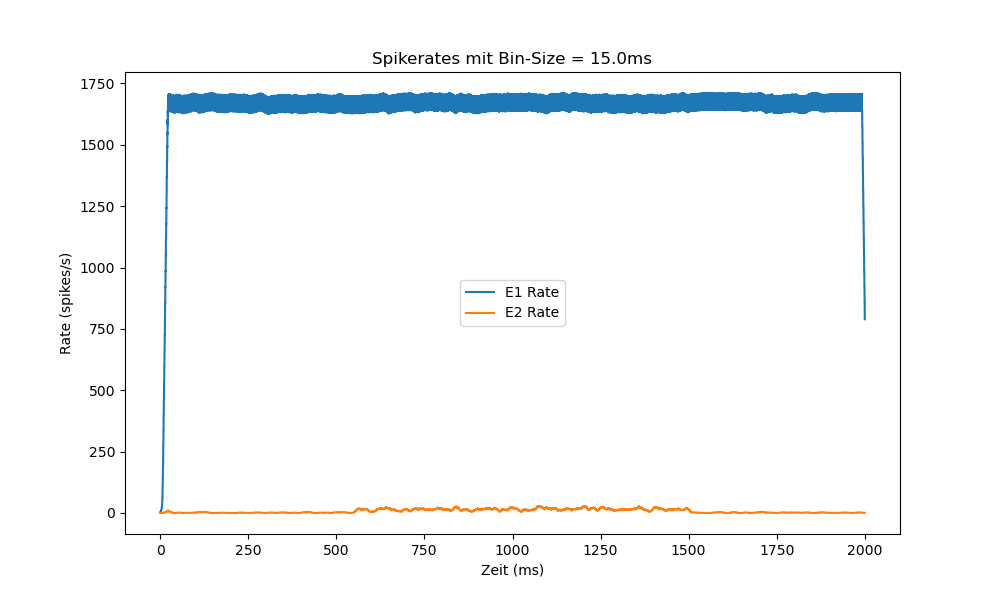 Spikerates mit Bin-Size = 15.0ms
1750
1500
1250
1000
750
500
250
0
Rate (spikes/s)
E1 Rate
E2 Rate
0 250 500 750 1000 1250 1500 1750 2000
Zeit (ms)